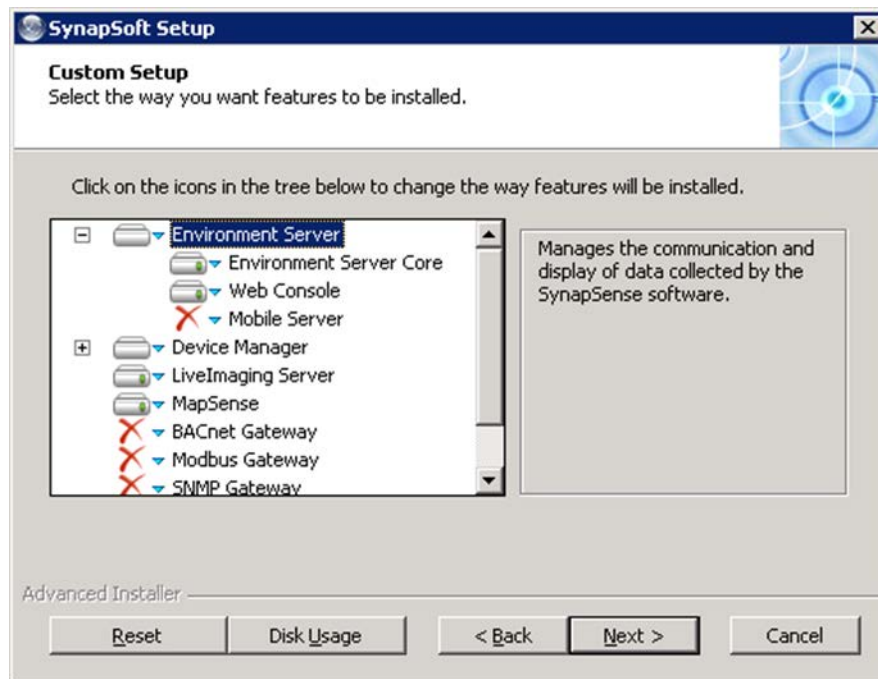 SynapSoft Setup
Custom Setup
Select the way you want features to be installed.
Click on the icons in the tree below to change the way features will be installed.
Environment Server
Environment Server Core
Web Console
Mobile Server
Device Manager
LiveImaging Server
MapSense
BACnet Gateway
Modbus Gateway
SNMP Gateway
Manages the communication and
display of data collected by the
SynapSense software.
Advanced Installer
Reset
Disk Usage
< Back
Next >
Cancel